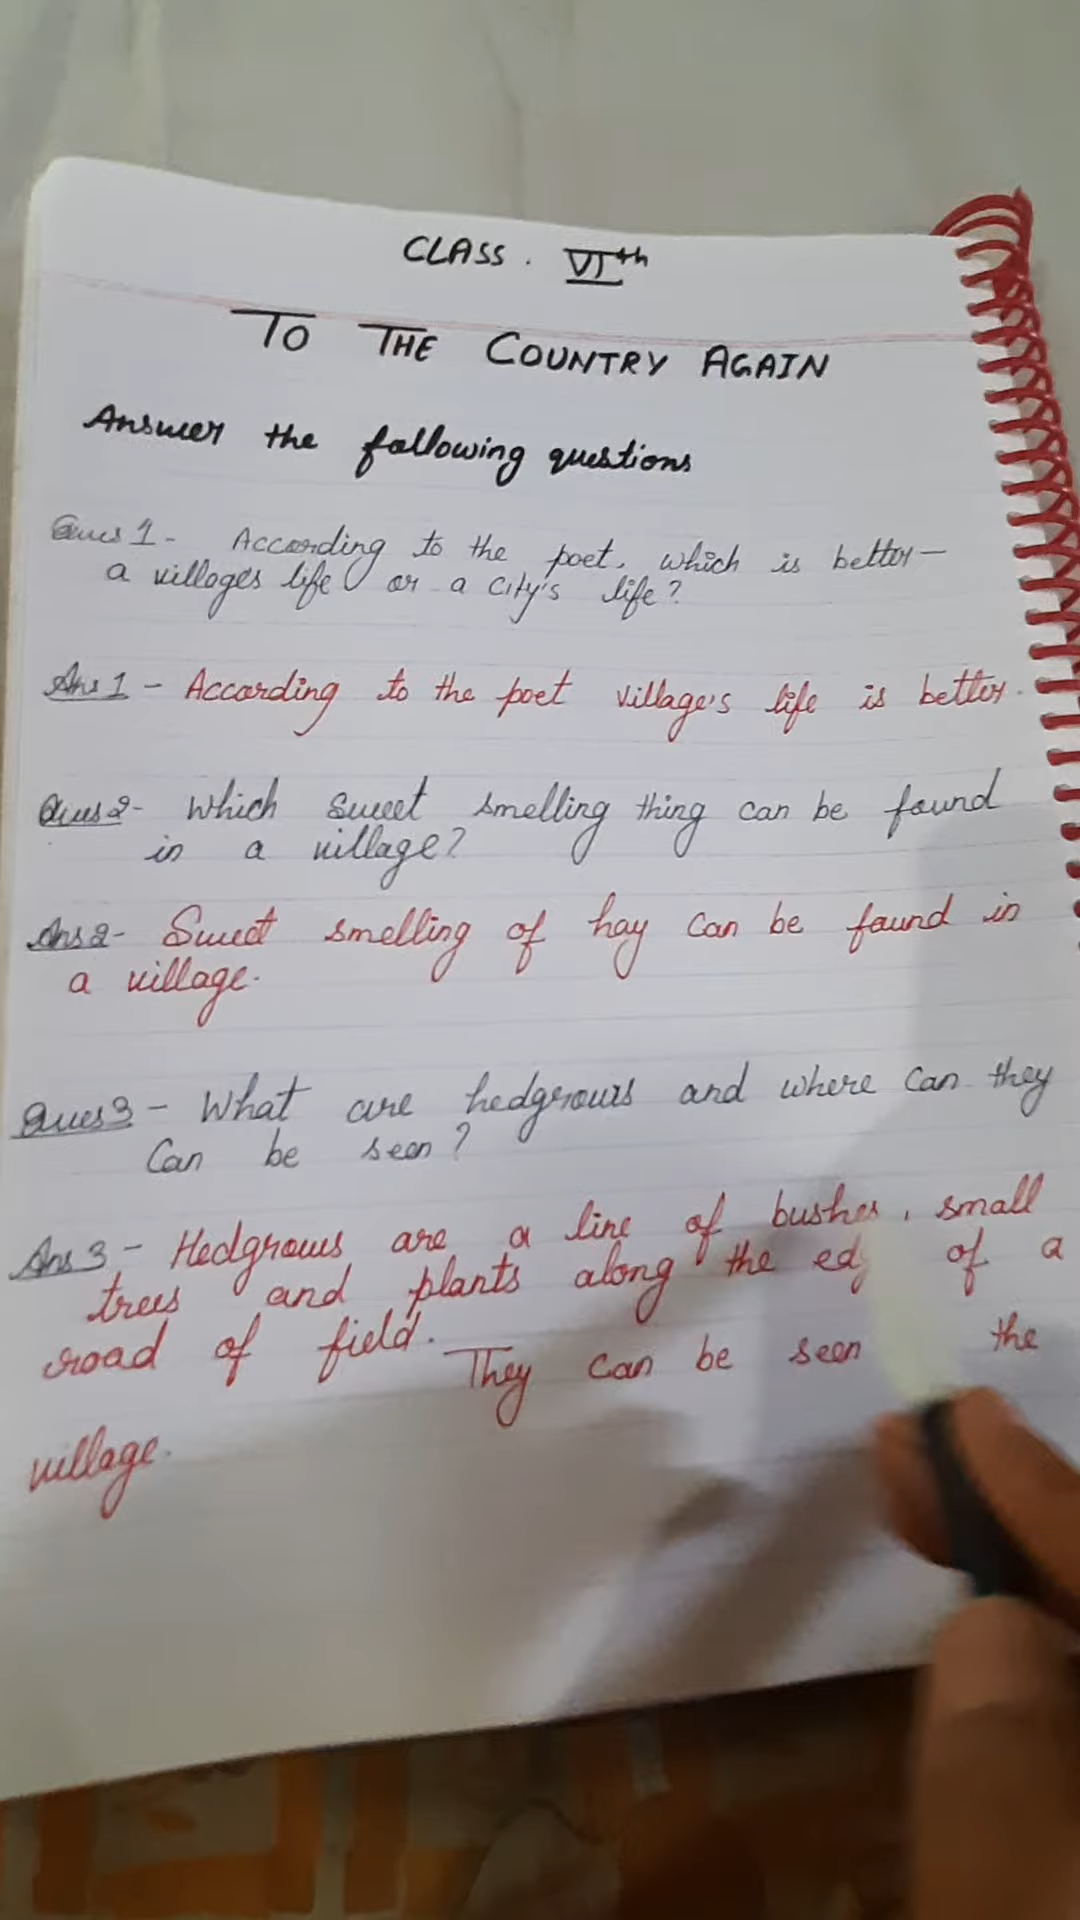 CLASS. VIth
TO THE COUNTRY AGAIN
Answer the following questions
Ques 1- According to the poet, which is better—
a village's life or a city's life?
Ans 1 - According to the poet village's life is better.
Ques 2- Which sweet smelling thing can be found
in a village?
Ans 2- Sweet smelling of hay can be found in
a village.
Ques 3 - What are hedgerows and where can they
can be seen?
Ans 3 - Hedgrows are a line of bushes, small
trees and plants along the of a
road of field. They can be seen the
village.